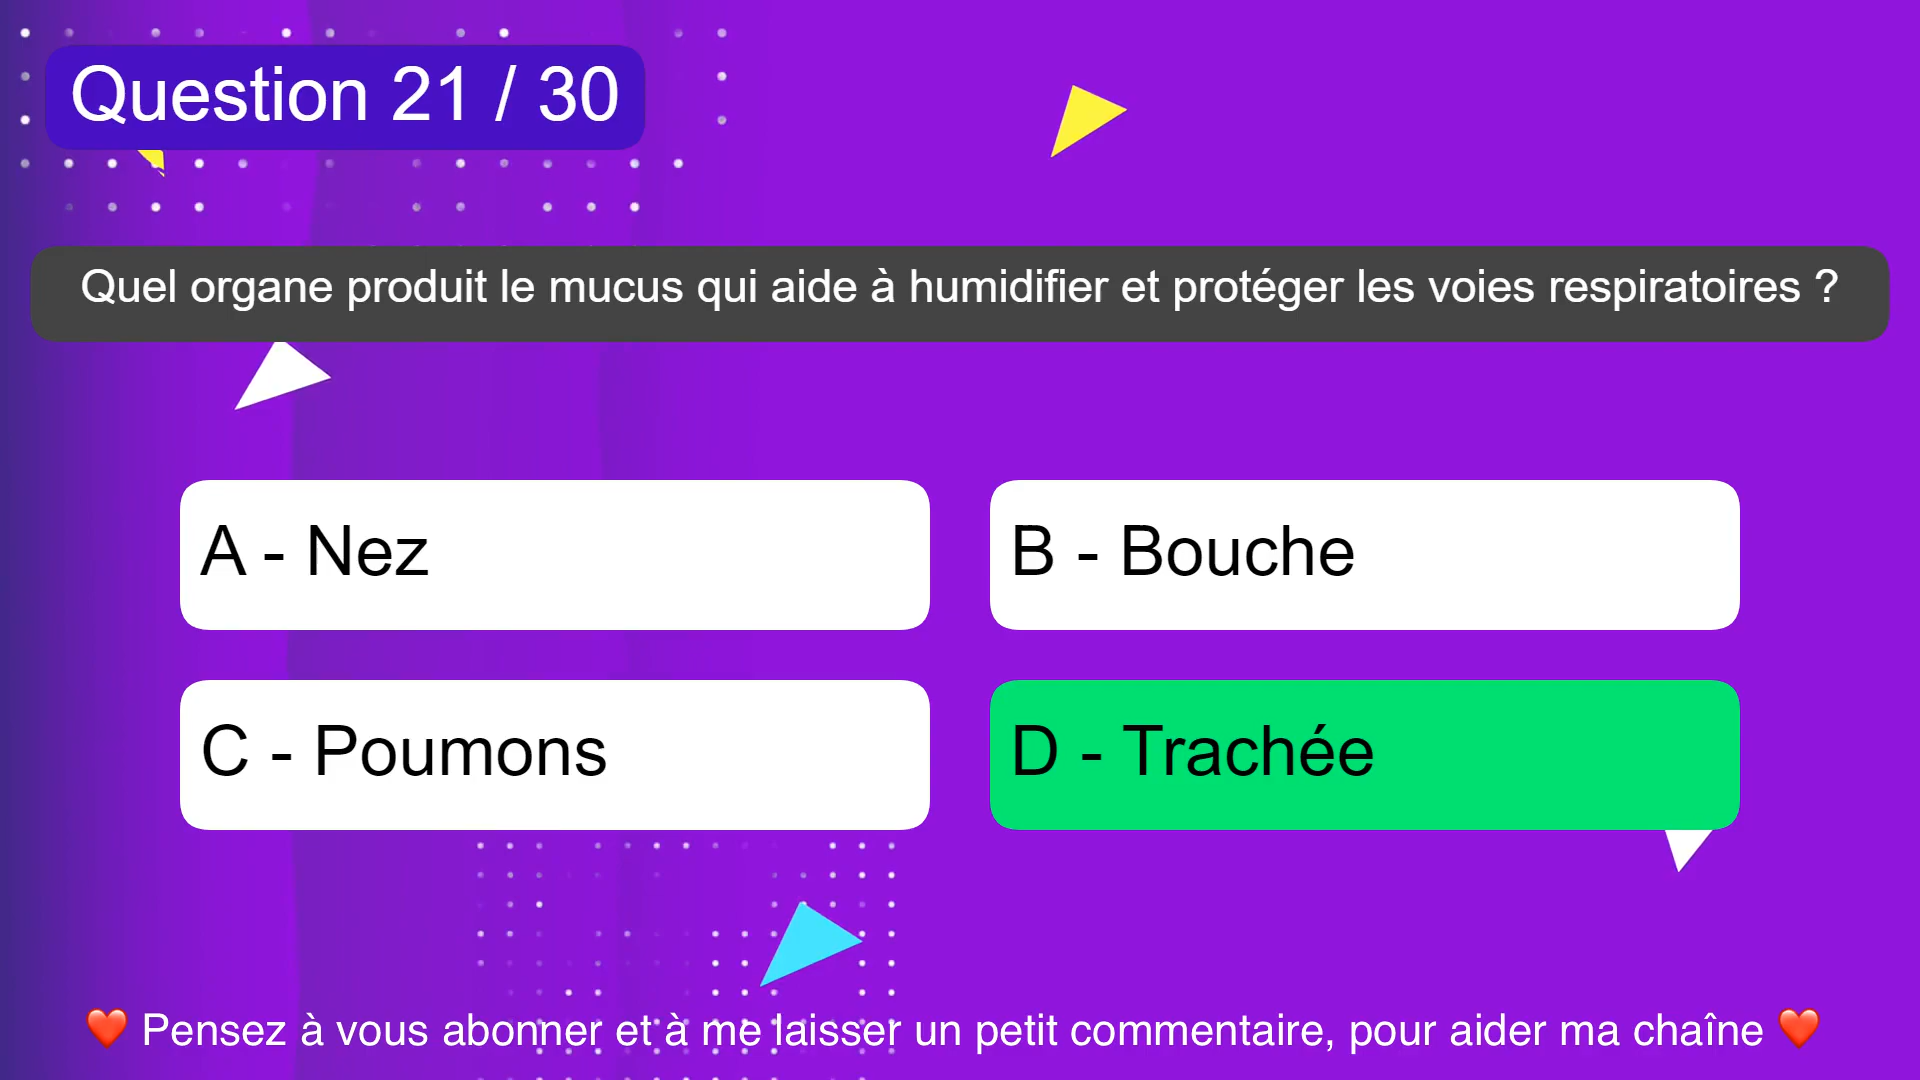 Question 21 / 30
Quel organe produit le mucus qui aide à humidifier et protéger les voies respiratoires ?
A - Nez
B - Bouche
C - Poumons
D - Trachée
❤️ Pensez à vous abonner et à me laisser un petit commentaire, pour aider ma chaîne ❤️